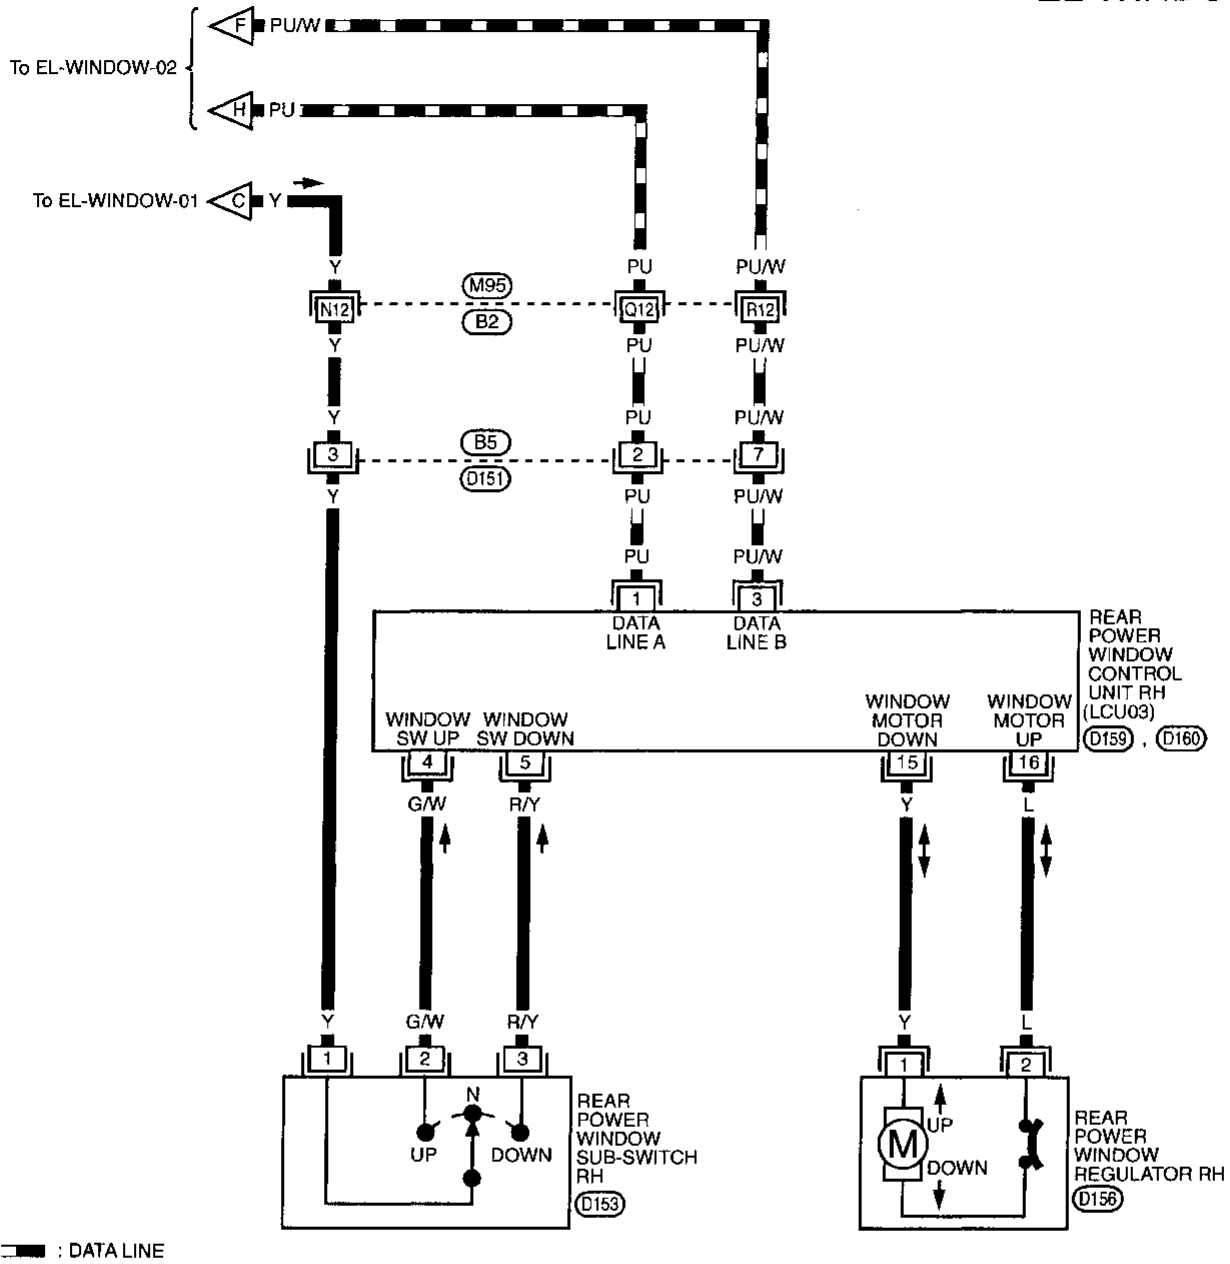 F PU/W
To EL-WINDOW-02
H PU
To EL-WINDOW-01 C Y
Y PU PU/W
M95
N12 Q12 R12
B2
Y PU PU/W
Y PU PU/W
B5
3 2 7
D151
Y PU PU/W
PU PU/W
1 3
DATA LINE A
DATA LINE B
REAR
POWER
WINDOW
CONTROL
UNIT RH
(LCU03)
D159 , D160
WINDOW SW UP
WINDOW SW DOWN
WINDOW MOTOR DOWN
WINDOW MOTOR UP
4 5 15 16
G/W R/Y Y L
Y G/W R/Y Y L
1 2 3 1 2
N
UP DOWN
REAR
POWER
WINDOW
SUB-SWITCH
RH
D153
M
UP
DOWN
REAR
POWER
WINDOW
REGULATOR RH
D156
: DATA LINE